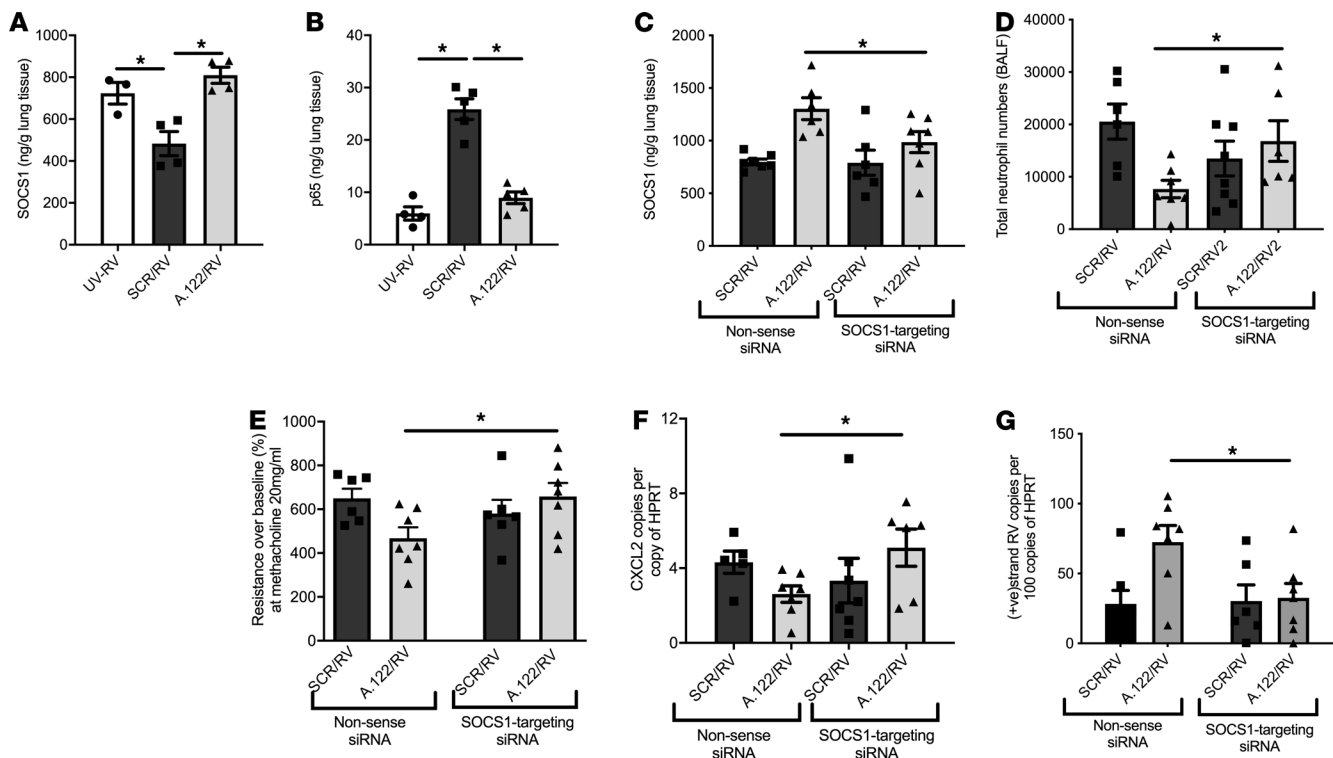 A
SOCS1 (ng/g lung tissue)
1000
800
600
400
200
0
*
*
UV-RV
SCR/RV
A.122/RV
B
p65 (ng/g lung tissue)
40
30
20
10
0
*
*
UV-RV
SCR/RV
A.122/RV
C
SOCS1 (ng/g lung tissue)
2000
1500
1000
500
0
*
SCR/RV
A.122/RV
SCR/RV
A.122/RV
Non-sense
siRNA
SOCS1-targeting
siRNA
D
Total neutrophil numbers (BALF)
40000
30000
20000
10000
0
*
SCR/RV
A.122/RV
SCR/RV2
A.122/RV2
Non-sense
siRNA
SOCS1-targeting
siRNA
E
Resistance over baseline (%)
at methacholine 20mg/ml
1000
800
600
400
200
0
*
SCR/RV
A.122/RV
SCR/RV
A.122/RV
Non-sense
siRNA
SOCS1-targeting
siRNA
F
CXCL2 copies per
copy of HPRT
12
8
4
0
*
SCR/RV
A.122/RV
SCR/RV
A.122/RV
Non-sense
siRNA
SOCS1-targeting
siRNA
G
(+ve)strand RV copies per
100 copies of HPRT
150
100
50
0
*
SCR/RV
A.122/RV
SCR/RV
A.122/RV
Non-sense
siRNA
SOCS1-targeting
siRNA